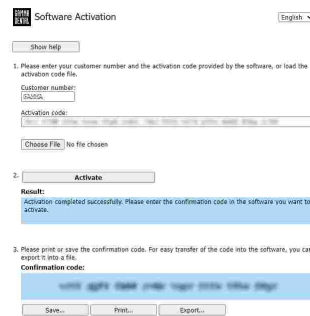 GAMMA DENTAL
Software Activation
English
Show help
1. Please enter your customer number and the activation code provided by the software, or load the
activation code file.
Customer number:
Activation code:
Choose File No file chosen
2. Activate
Result:
Activation completed successfully. Please enter the confirmation code in the software you want to
activate.
3. Please print or save the confirmation code. For easy transfer of the code into the software, you can
export it into a file.
Confirmation code:
Save... Print... Export...